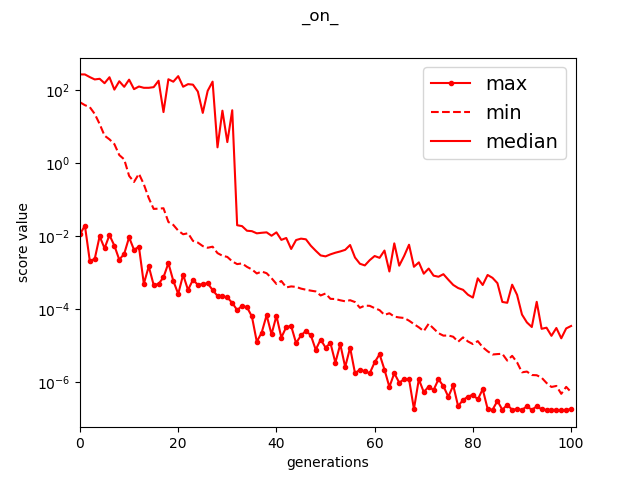 _on_
max
min
median
score value
10²
10⁰
10⁻²
10⁻⁴
10⁻⁶
0 20 40 60 80 100
generations